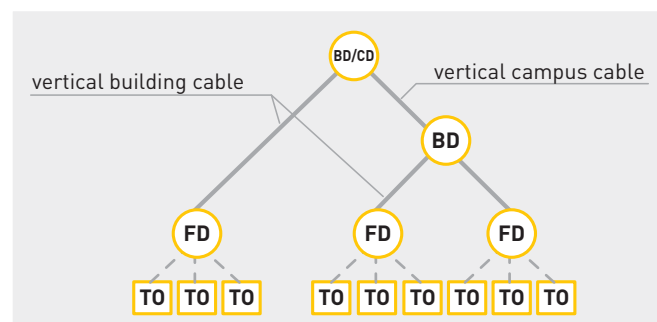 BD/CD
vertical building cable
vertical campus cable
BD
FD FD FD
TO TO TO TO TO TO TO TO TO